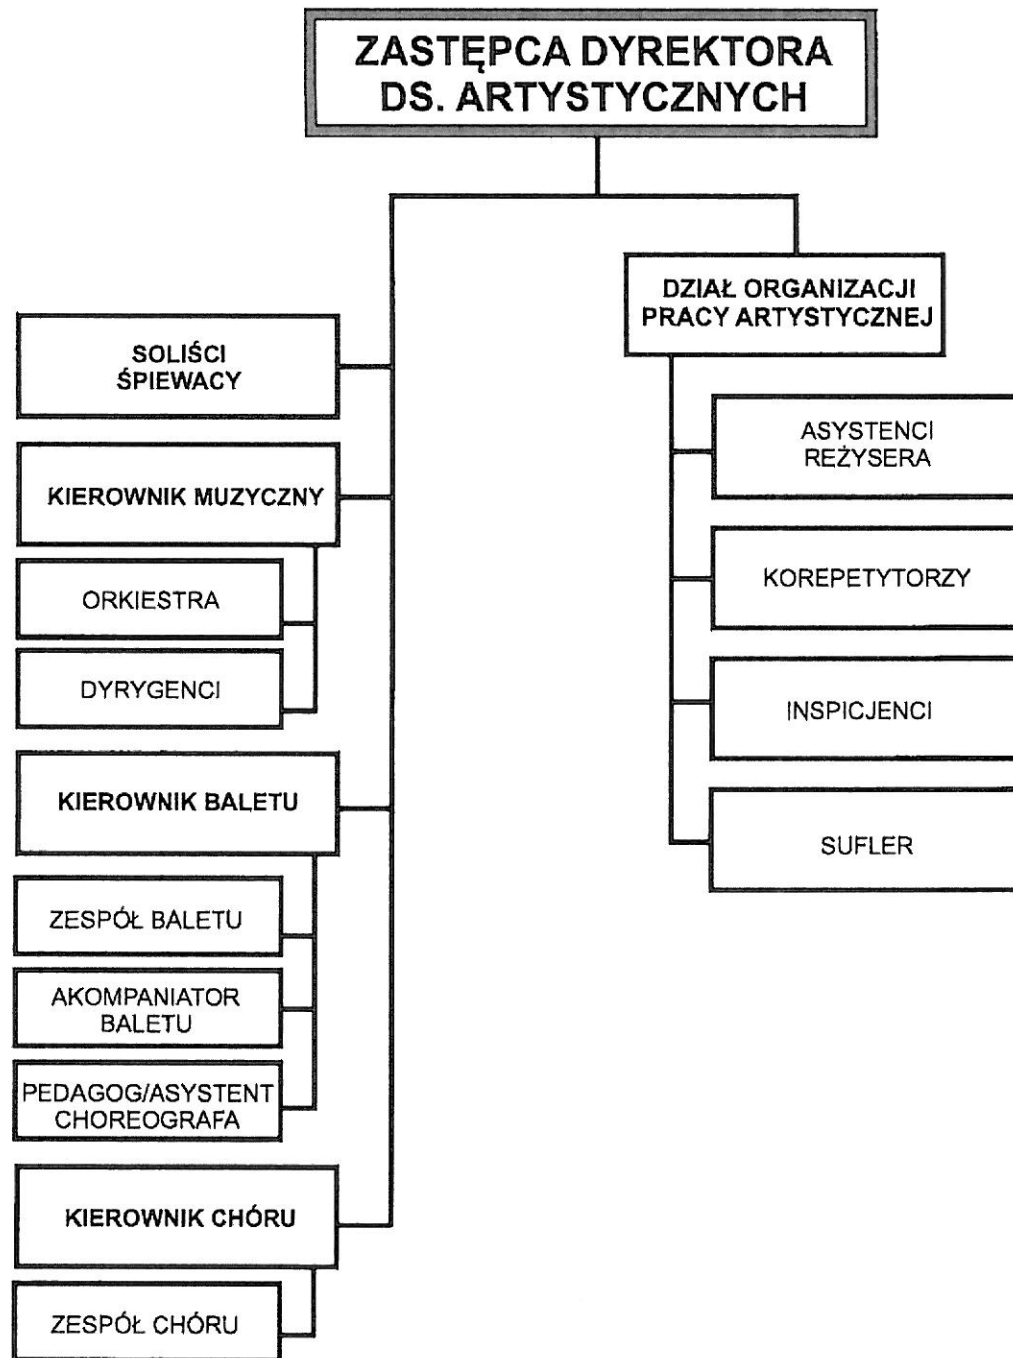 ZASTĘPCA DYREKTORA
DS. ARTYSTYCZNYCH
SOLIŚCI
ŚPIEWACY
KIEROWNIK MUZYCZNY
ORKIESTRA
DYRYGENCI
KIEROWNIK BALETU
ZESPÓŁ BALETU
AKOMPANIATOR
BALETU
PEDAGOG/ASYSTENT
CHOREOGRAFA
KIEROWNIK CHÓRU
ZESPÓŁ CHÓRU
DZIAŁ ORGANIZACJI
PRACY ARTYSTYCZNEJ
ASYSTENCI
REŻYSERA
KOREPETYTORZY
INSPICJENCI
SUFLER